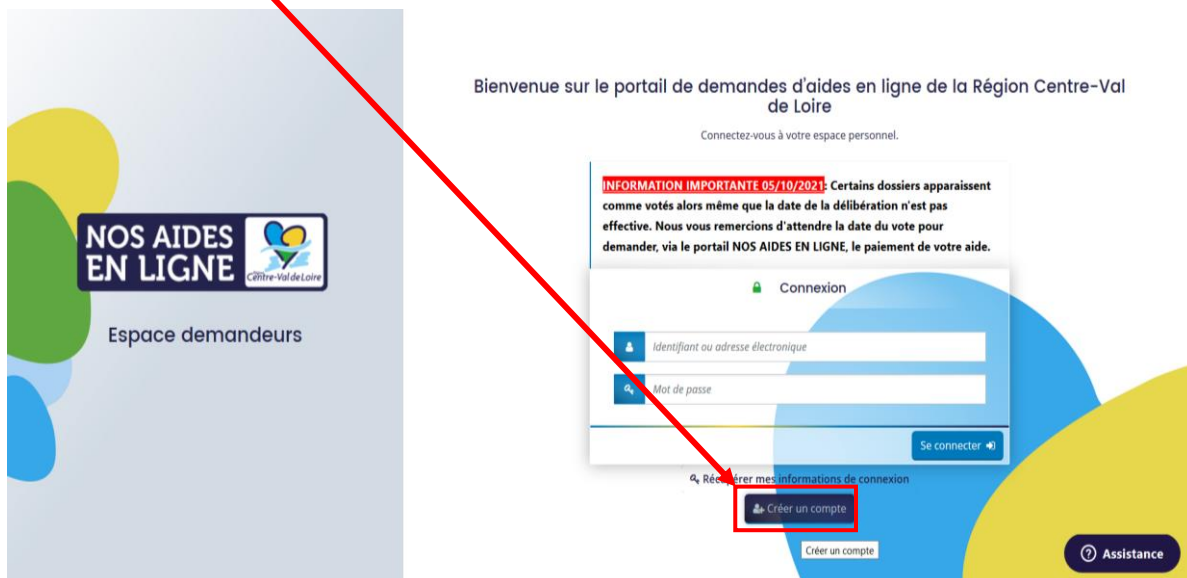 NOS AIDES
EN LIGNE
Centre-Val de Loire
Espace demandeurs
Bienvenue sur le portail de demandes d'aides en ligne de la Région Centre-Val
de Loire
Connectez-vous à votre espace personnel.
INFORMATION IMPORTANTE 05/10/2021: Certains dossiers apparaissent
comme votés alors même que la date de la délibération n'est pas
effective. Nous vous remercions d'attendre la date du vote pour
demander, via le portail NOS AIDES EN LIGNE, le paiement de votre aide.
Connexion
Identifiant ou adresse électronique
Mot de passe
Se connecter
Récupérer mes informations de connexion
Créer un compte
Créer un compte
Assistance